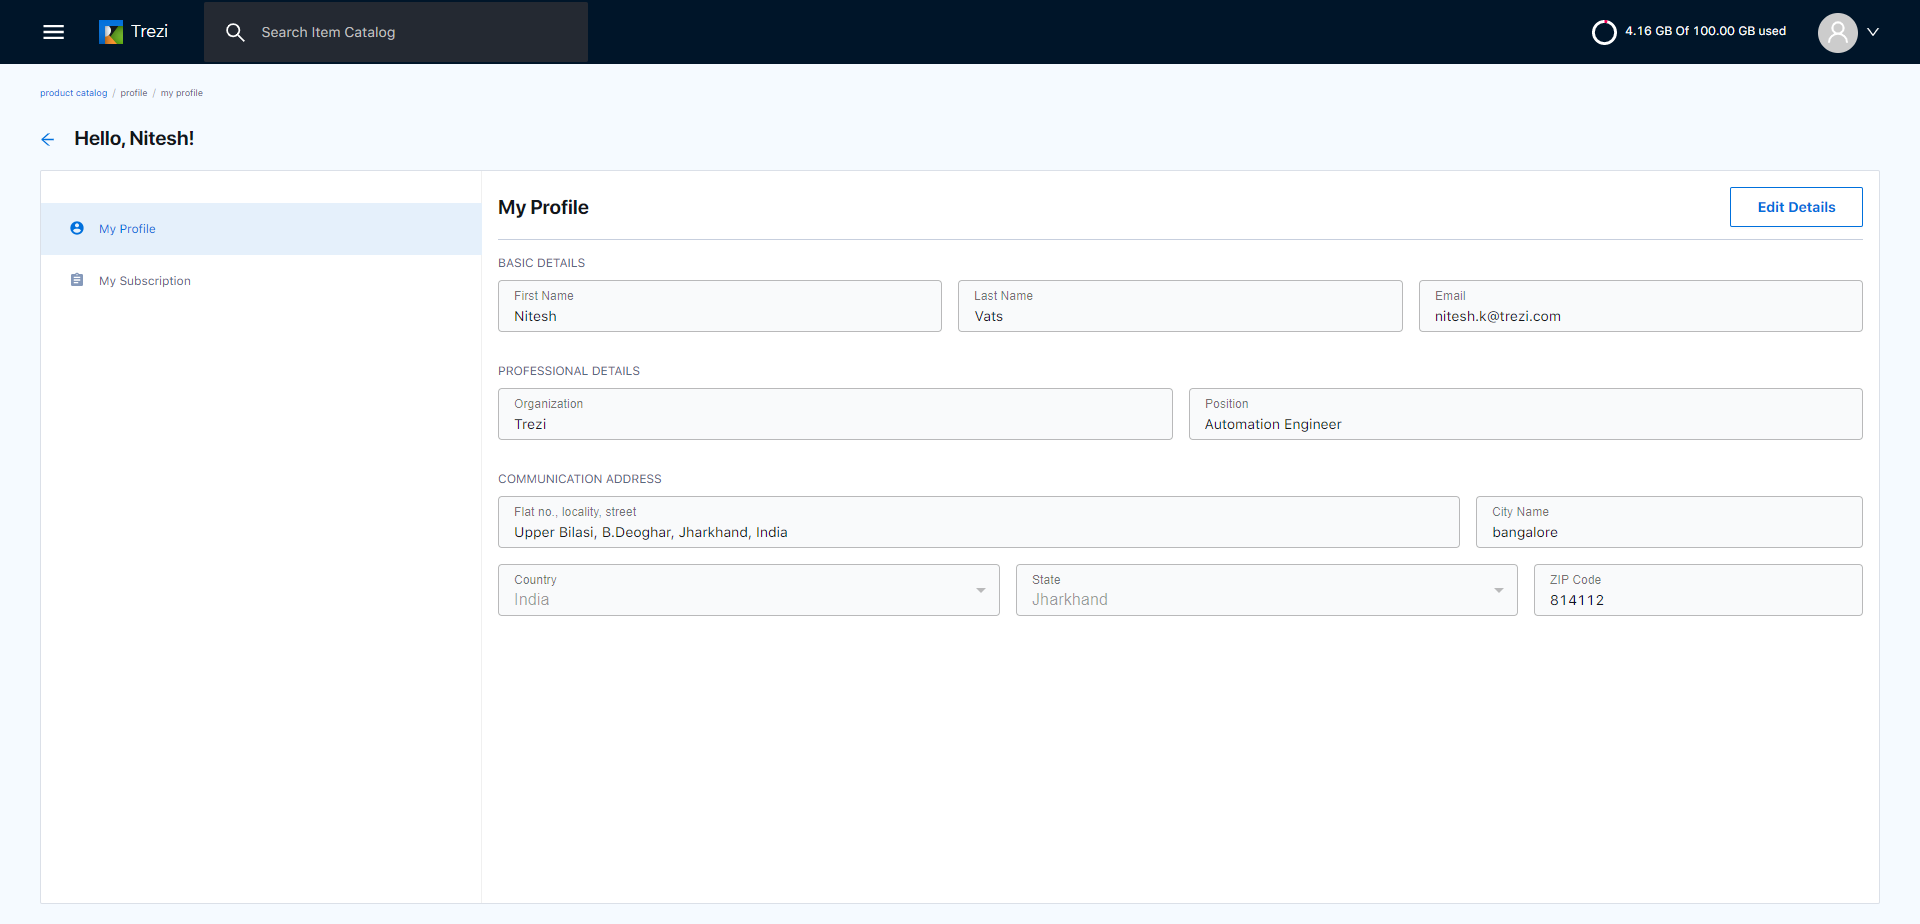 Trezi
Search Item Catalog
4.16 GB Of 100.00 GB used
product catalog / profile / my profile
Hello, Nitesh!
My Profile
My Subscription
My Profile
Edit Details
BASIC DETAILS
First Name
Nitesh
Last Name
Vats
Email
nitesh.k@trezi.com
PROFESSIONAL DETAILS
Organization
Trezi
Position
Automation Engineer
COMMUNICATION ADDRESS
Flat no., locality, street
Upper Bilasi, B.Deoghar, Jharkhand, India
City Name
bangalore
Country
India
State
Jharkhand
ZIP Code
814112